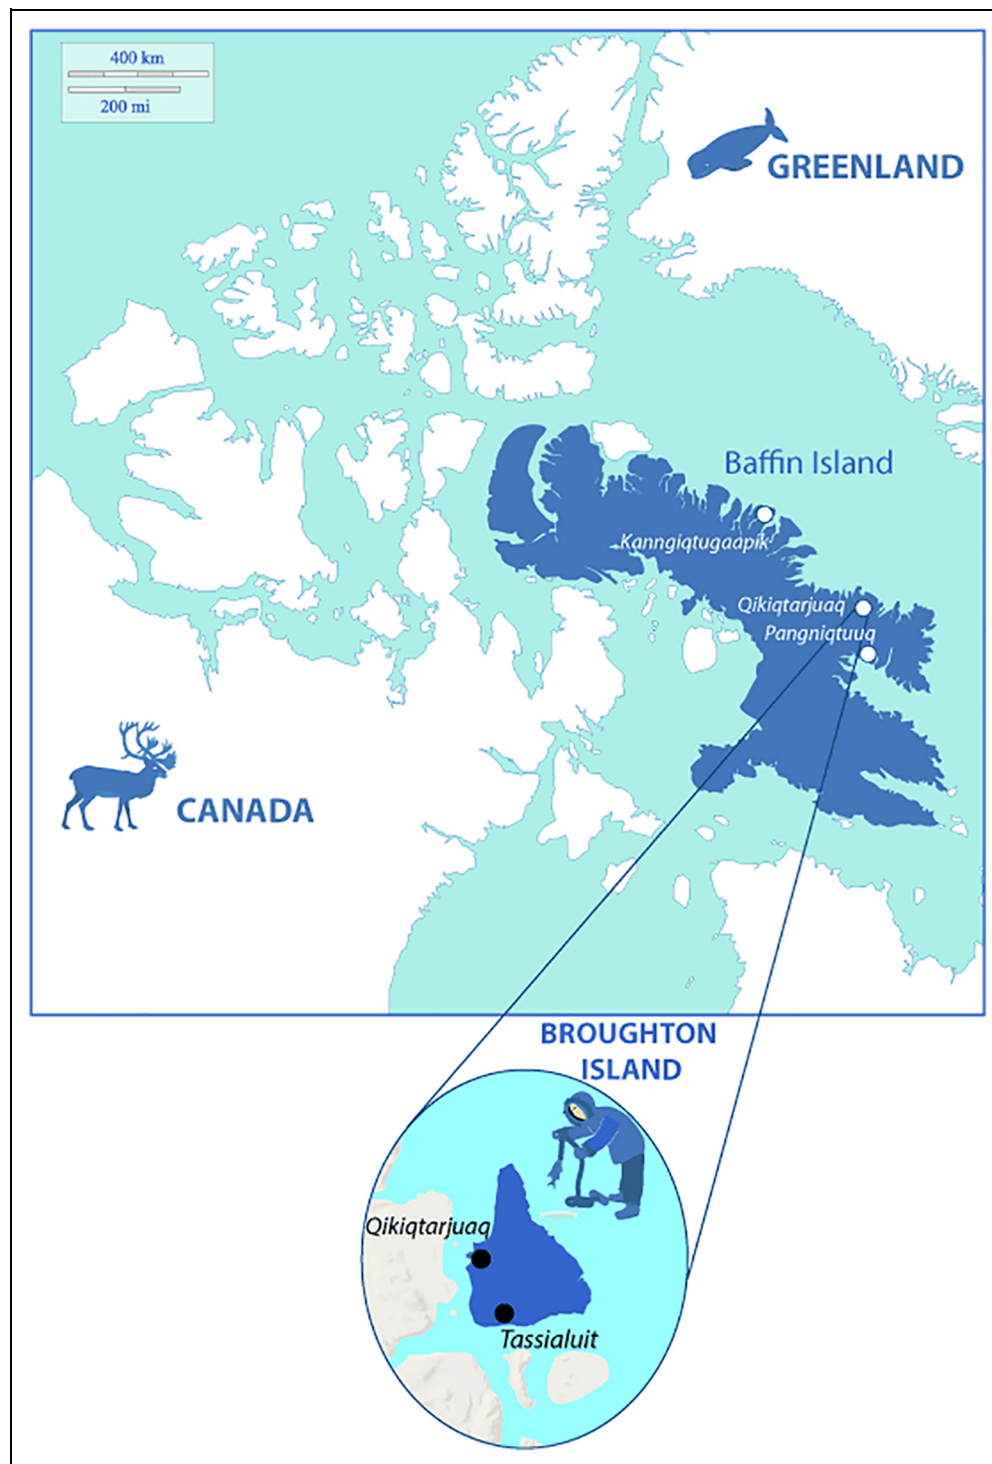 400 km
200 mi
GREENLAND
Baffin Island
Kanngiqtugaapik
Qikiqtarjuaq
Pangniqtuuq
CANADA
BROUGHTON
ISLAND
Qikiqtarjuaq
Tassialuit